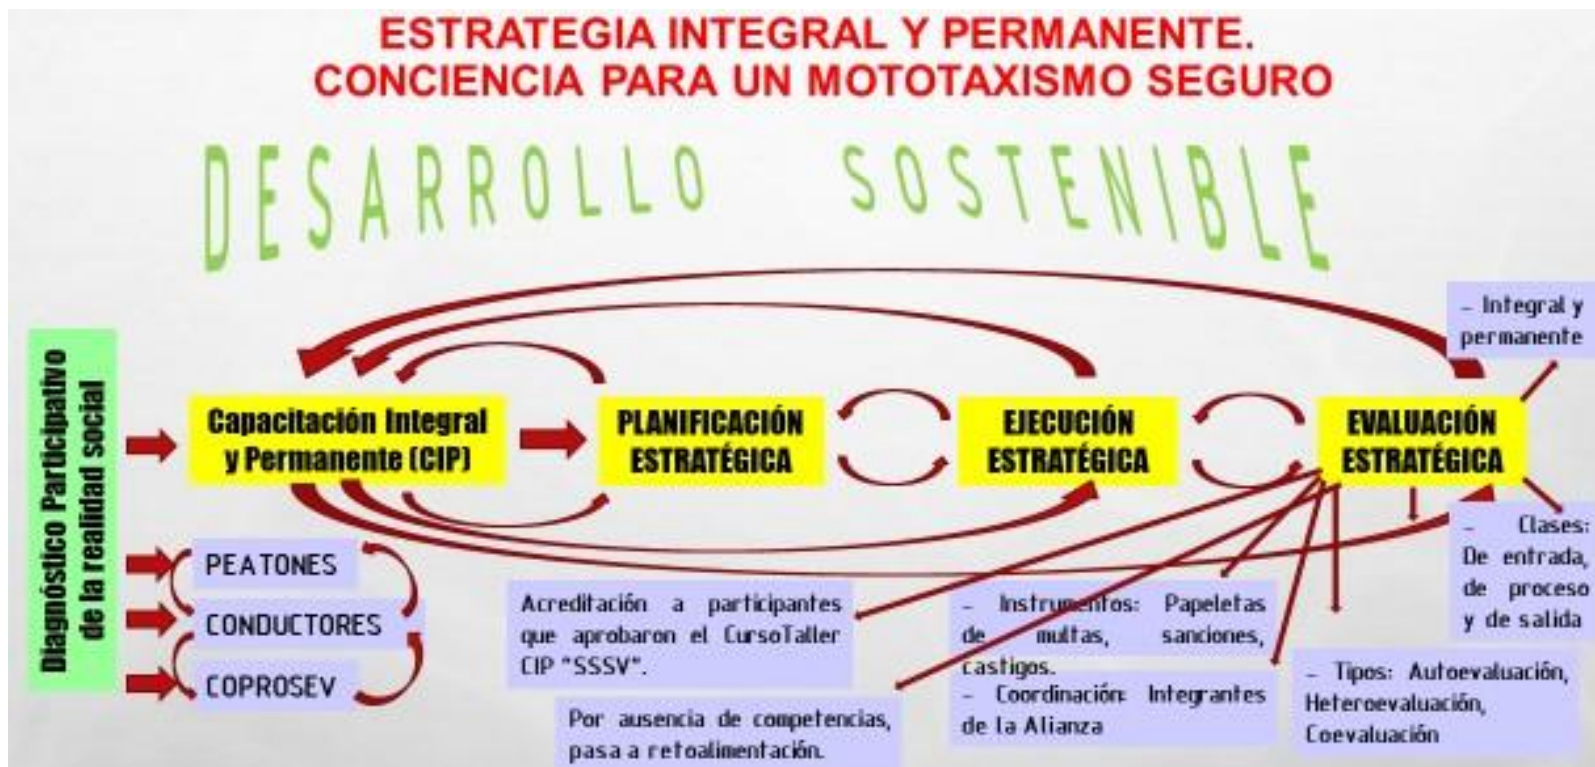 ESTRATEGIA INTEGRAL Y PERMANENTE.
CONCIENCIA PARA UN MOTOTAXISMO SEGURO
DESARROLLO SOSTENIBLE
Diagnóstico Participativo
de la realidad social
Capacitación Integral
y Permanente (CIP)
PLANIFICACIÓN
ESTRATÉGICA
EJECUCIÓN
ESTRATÉGICA
EVALUACIÓN
ESTRATÉGICA
- Integral y
permanente
PEATONES
CONDUCTORES
COPROSEV
Acreditación a participantes
que aprobaron el CursoTaller
CIP "SSSV".
Por ausencia de competencias,
pasa a retoalimentación.
- Instrumentos: Papeletas
de multas, sanciones,
castigos.
- Coordinación: Integrantes
de la Alianza
- Clases:
De entrada,
de proceso
y de salida
- Tipos: Autoevaluación,
Heteroevaluación,
Coevaluación